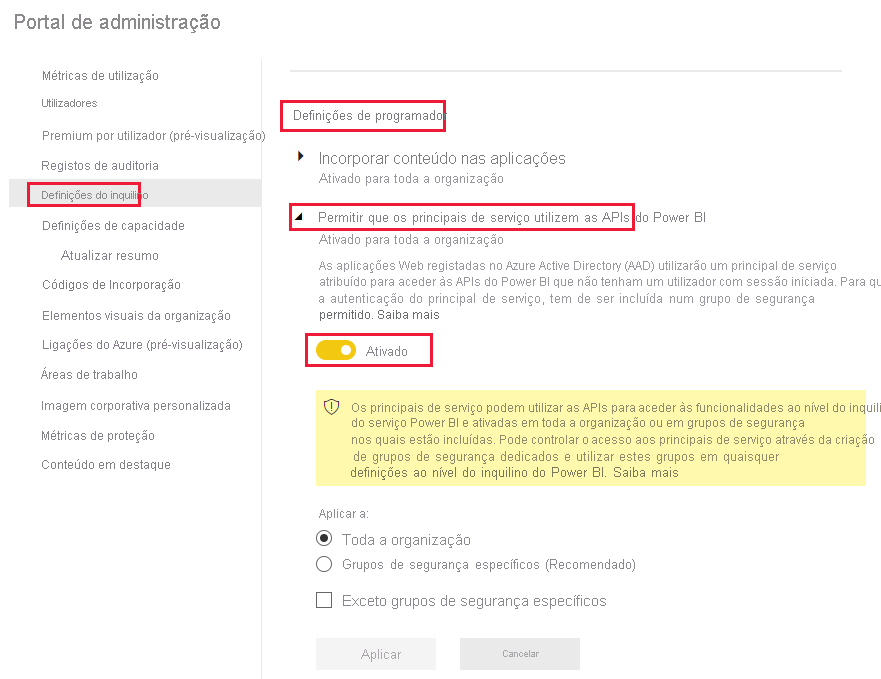 Portal de administração
Métricas de utilização
Utilizadores
Premium por utilizador (pré-visualização)
Registos de auditoria
Definições do inquilino
Definições de capacidade
Atualizar resumo
Códigos de Incorporação
Elementos visuais da organização
Ligações do Azure (pré-visualização)
Áreas de trabalho
Imagem corporativa personalizada
Métricas de proteção
Conteúdo em destaque
Definições de programador
Incorporar conteúdo nas aplicações
Ativado para toda a organização
Permitir que os principais de serviço utilizem as APIs do Power BI
Ativado para toda a organização
As aplicações Web registadas no Azure Active Directory (AAD) utilizarão um principal de serviço
atribuído para aceder às APIs do Power BI que não tenham um utilizador com sessão iniciada. Para qu
a autenticação do principal de serviço, tem de ser incluída num grupo de segurança
permitido. Saiba mais
Ativado
Os principais de serviço podem utilizar as APIs para aceder às funcionalidades ao nível do inquili
do serviço Power BI e ativadas em toda a organização ou em grupos de segurança
nos quais estão incluídas. Pode controlar o acesso aos principais de serviço através da criação
de grupos de segurança dedicados e utilizar estes grupos em quaisquer
definições ao nível do inquilino do Power BI. Saiba mais
Aplicar a:
Toda a organização
Grupos de segurança específicos (Recomendado)
Exceto grupos de segurança específicos
Aplicar
Cancelar